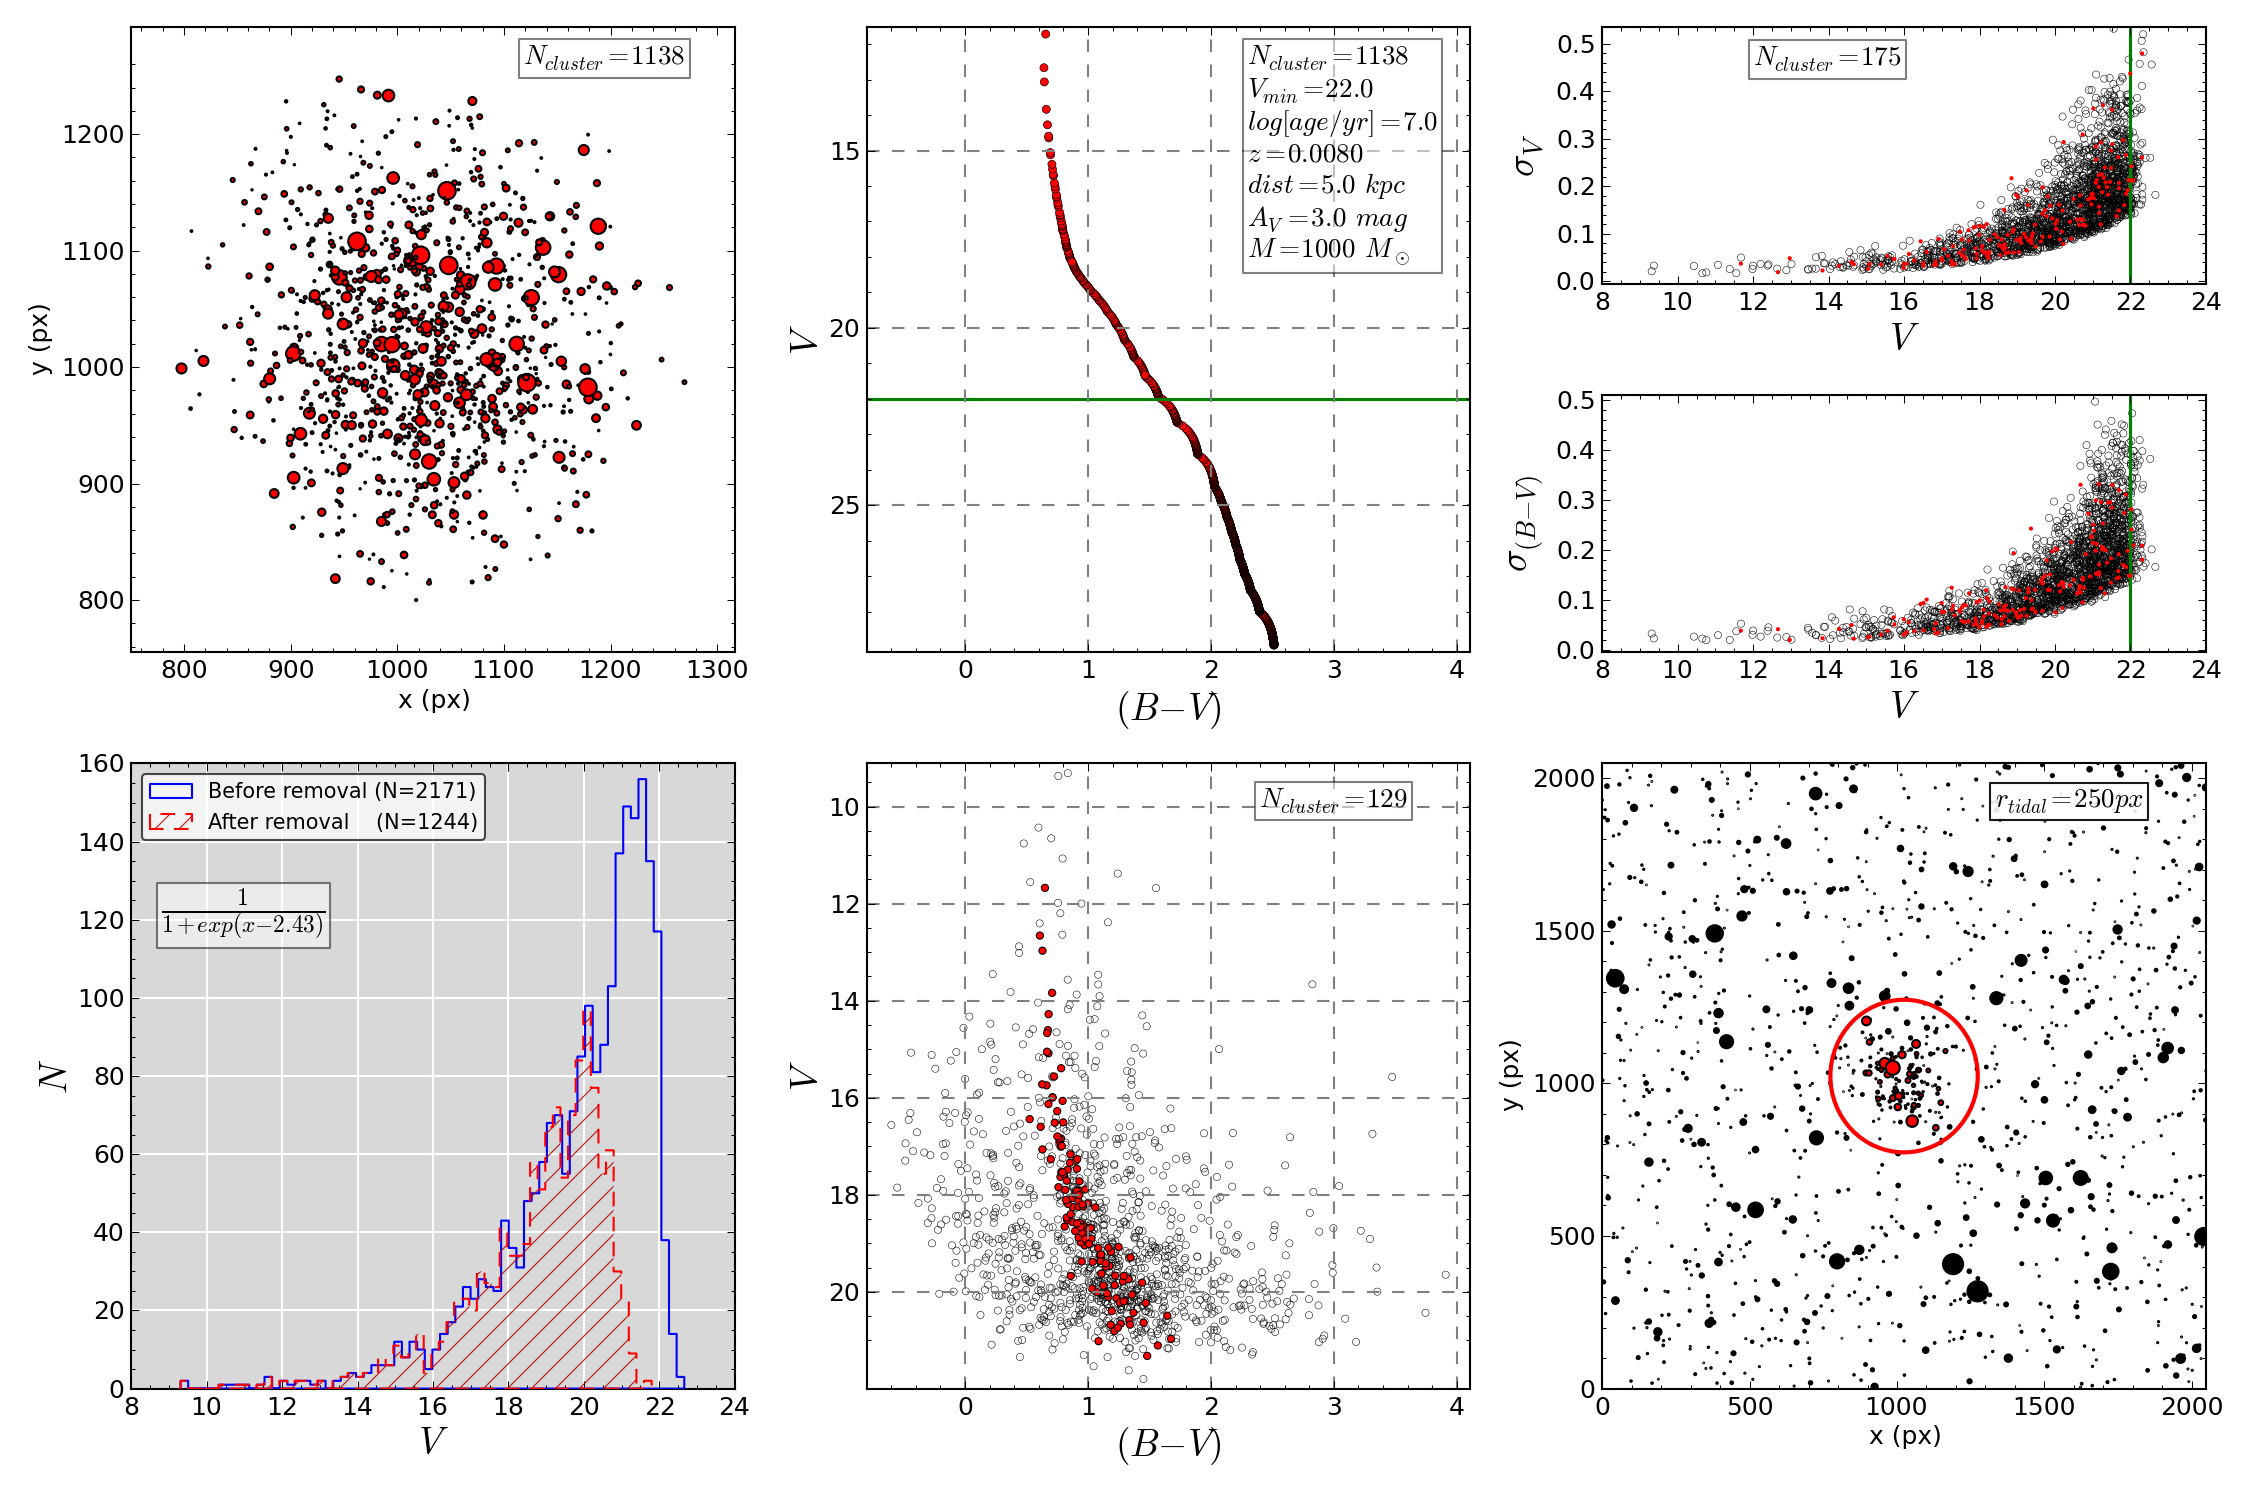 N_cluster=1138
1200
1100
1000
900
800
y (px)
800 900 1000 1100 1200 1300
x (px)
N_cluster=1138
V_min=22.0
log[age/yr]=7.0
z=0.0080
dist=5.0 kpc
A_V=3.0 mag
M=1000 M_⊙
15
20
25
V
0 1 2 3 4
(B−V)
N_cluster=175
0.5
0.4
0.3
0.2
0.1
0.0
σ_V
8 10 12 14 16 18 20 22 24
V
0.5
0.4
0.3
0.2
0.1
0.0
σ_(B−V)
8 10 12 14 16 18 20 22 24
V
160
140
120
100
80
60
40
20
0
N
Before removal (N=2171)
After removal (N=1244)
1
1+exp(x−2.43)
8 10 12 14 16 18 20 22 24
V
N_cluster=129
10
12
14
16
18
20
V
0 1 2 3 4
(B−V)
r_tidal=250px
2000
1500
1000
500
0
y (px)
0 500 1000 1500 2000
x (px)